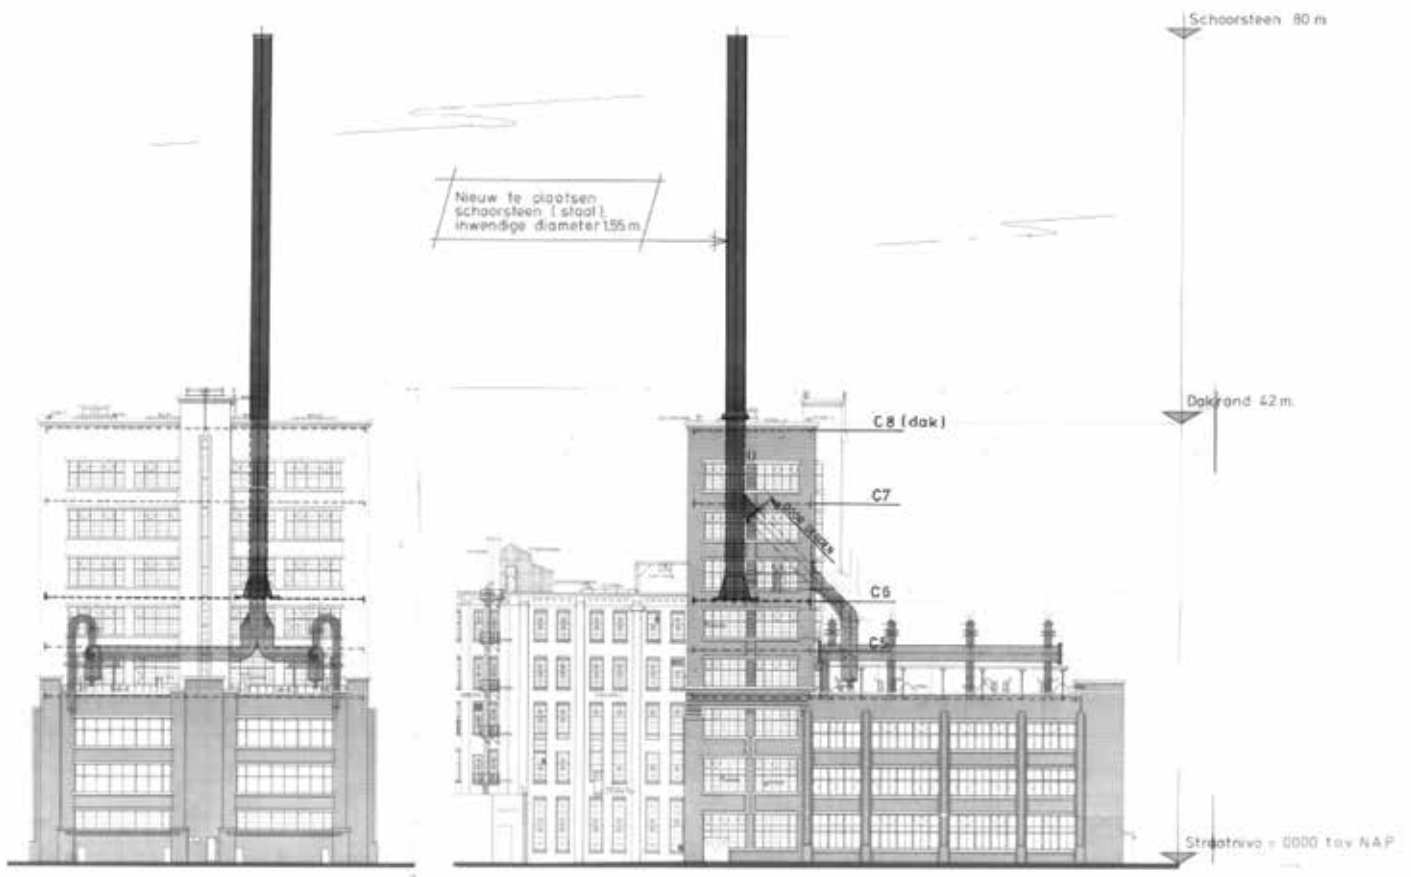 Schoorsteen 80 m
Nieuw te plaatsen
schoorsteen (staal),
inwendige diameter 1.55 m
Dakrand 42 m.
C8 (dak)
C7
C6
C5
Straatnivo = 0000 tov NAP